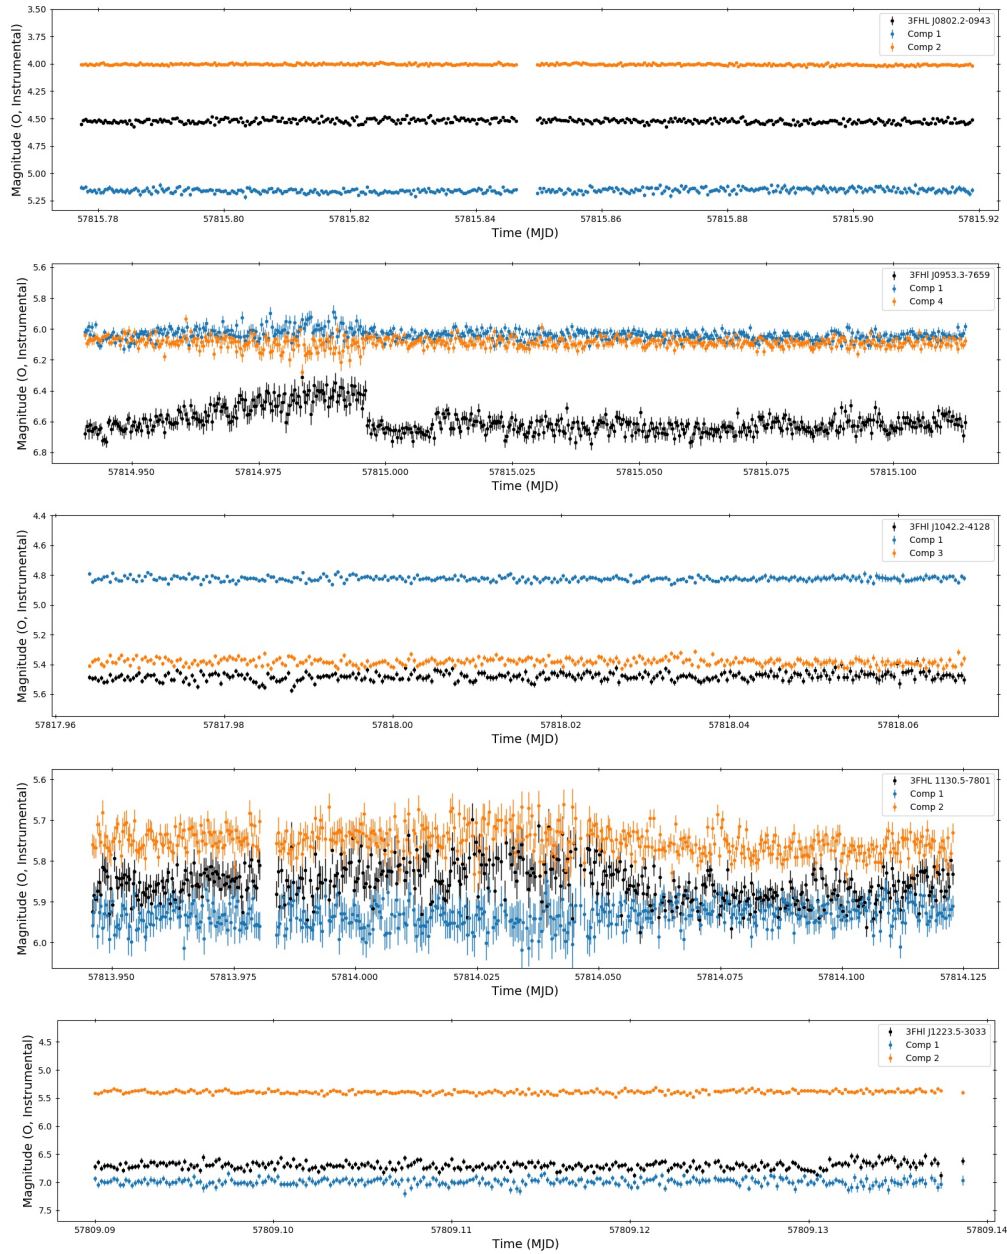 3.50
3.75
4.00
4.25
4.50
4.75
5.00
5.25
Magnitude (O, Instrumental)
3FHL J0802.2-0943
Comp 1
Comp 2
57815.78 57815.80 57815.82 57815.84 57815.86 57815.88 57815.90 57815.92
Time (MJD)
5.6
5.8
6.0
6.2
6.4
6.6
6.8
Magnitude (O, Instrumental)
3FHl J0953.3-7659
Comp 1
Comp 4
57814.950 57814.975 57815.000 57815.025 57815.050 57815.075 57815.100
Time (MJD)
4.4
4.6
4.8
5.0
5.2
5.4
5.6
Magnitude (O, Instrumental)
3FHl J1042.2-4128
Comp 1
Comp 3
57817.96 57817.98 57818.00 57818.02 57818.04 57818.06
Time (MJD)
5.6
5.7
5.8
5.9
6.0
Magnitude (O, Instrumental)
3FHL 1130.5-7801
Comp 1
Comp 2
57813.950 57813.975 57814.000 57814.025 57814.050 57814.075 57814.100 57814.125
Time (MJD)
4.5
5.0
5.5
6.0
6.5
7.0
7.5
Magnitude (O, Instrumental)
3FHl J1223.5-3033
Comp 1
Comp 2
57809.09 57809.10 57809.11 57809.12 57809.13 57809.14
Time (MJD)